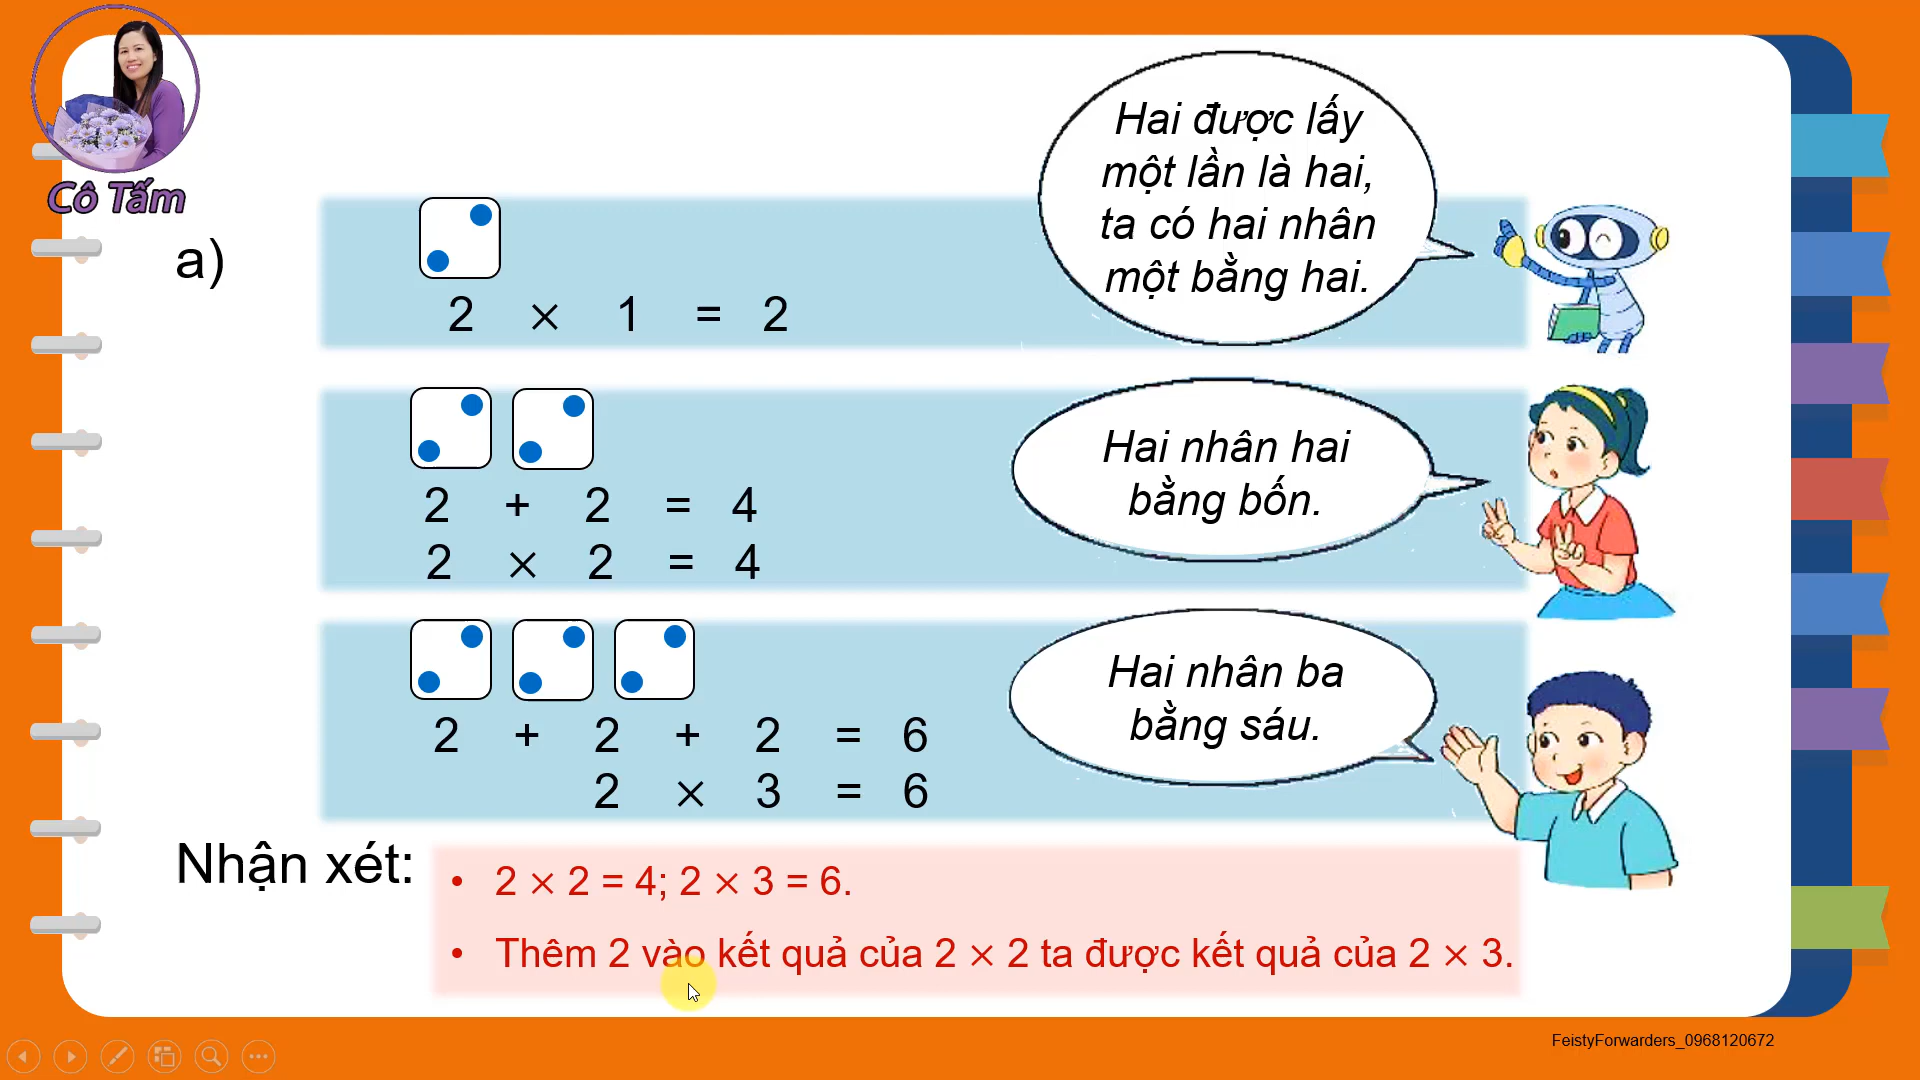 Cô Tấm
a)
2 × 1 = 2
Hai được lấy
một lần là hai,
ta có hai nhân
một bằng hai.
2 + 2 = 4
2 × 2 = 4
Hai nhân hai
bằng bốn.
2 + 2 + 2 = 6
2 × 3 = 6
Hai nhân ba
bằng sáu.
Nhận xét:
• 2 × 2 = 4; 2 × 3 = 6.
• Thêm 2 vào kết quả của 2 × 2 ta được kết quả của 2 × 3.
FeistyForwarders_0968120672